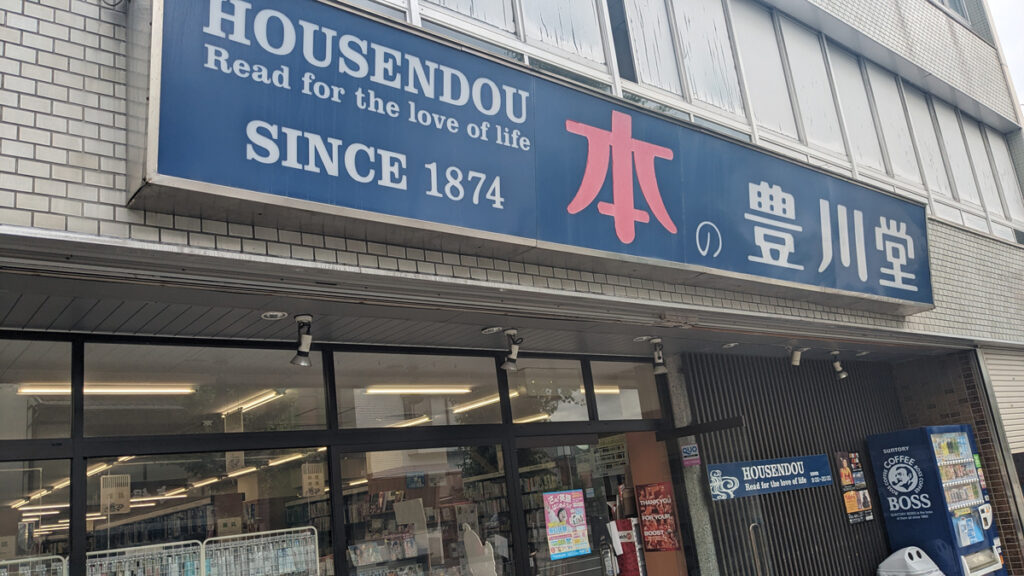 HOUSENDOU
Read for the love of life
SINCE 1874
本の豊川堂
HOUSENDOU
Read for the love of life
QUO
SUNTORY
COFFEE
BOSS